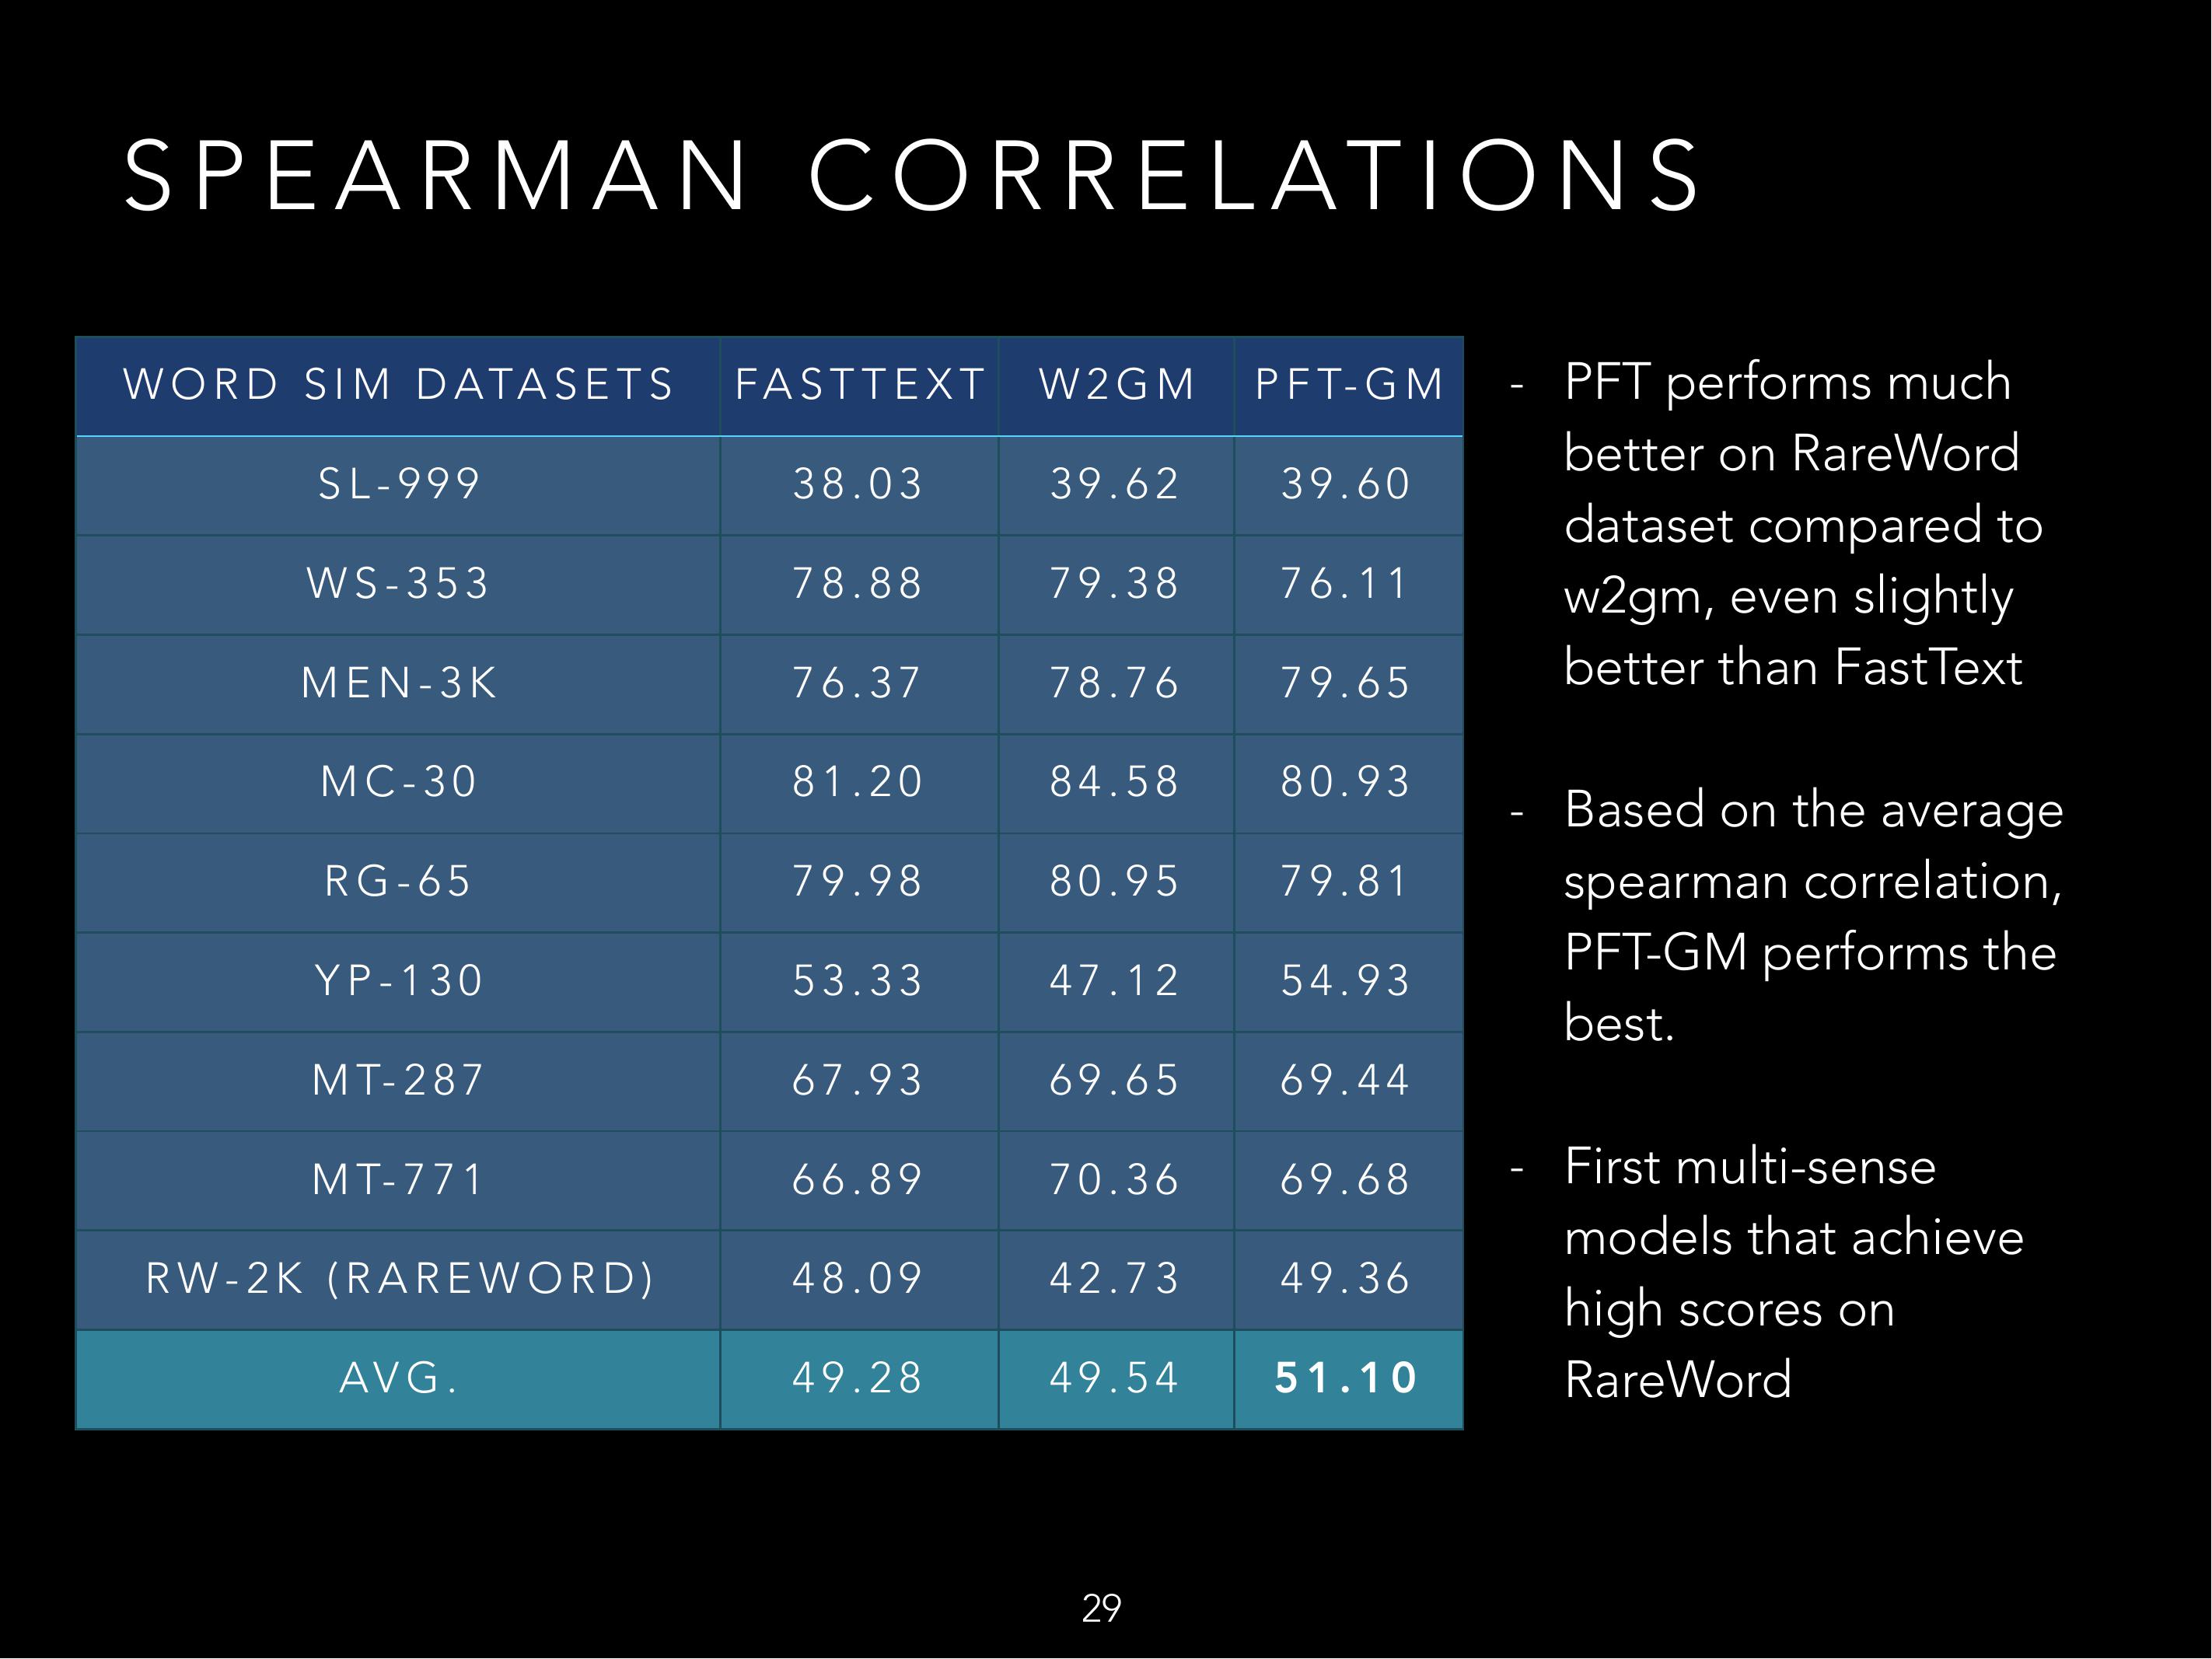 SPEARMAN CORRELATIONS
WORD SIM DATASETS FASTTEXT W2GM PFT-GM
SL-999 38.03 39.62 39.60
WS-353 78.88 79.38 76.11
MEN-3K 76.37 78.76 79.65
MC-30 81.20 84.58 80.93
RG-65 79.98 80.95 79.81
YP-130 53.33 47.12 54.93
MT-287 67.93 69.65 69.44
MT-771 66.89 70.36 69.68
RW-2K (RAREWORD) 48.09 42.73 49.36
AVG. 49.28 49.54 51.10
- PFT performs much
better on RareWord
dataset compared to
w2gm, even slightly
better than FastText
- Based on the average
spearman correlation,
PFT-GM performs the
best.
- First multi-sense
models that achieve
high scores on
RareWord
29